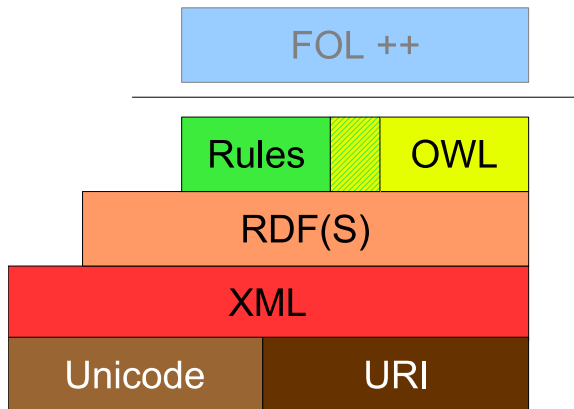 FOL ++
Rules OWL
RDF(S)
XML
Unicode URI